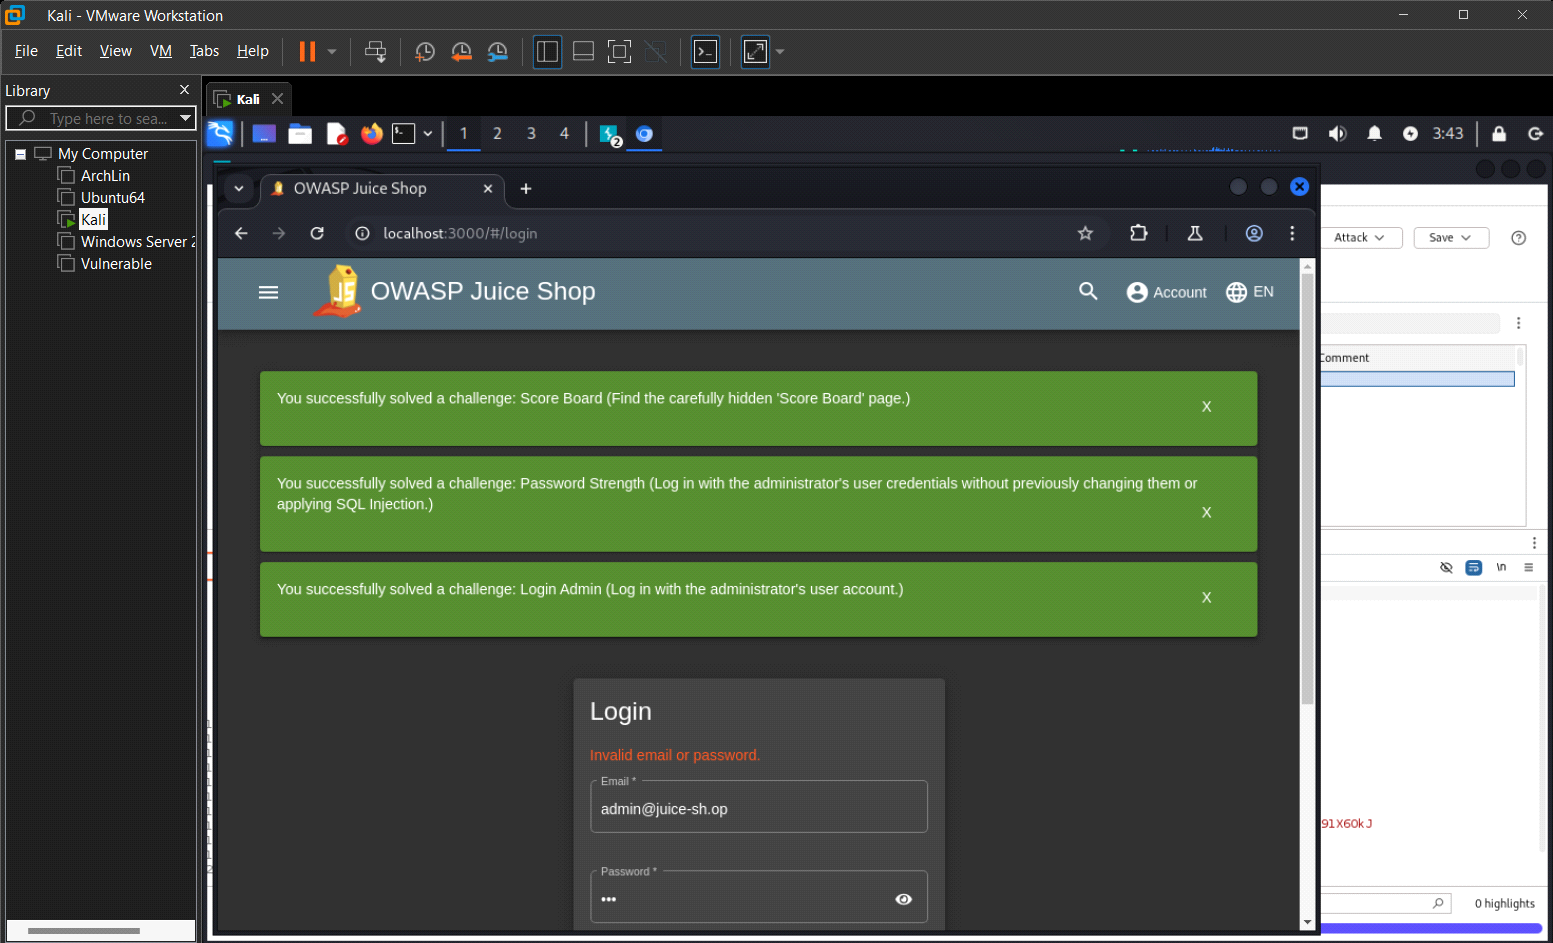 Kali - VMware Workstation
File Edit View VM Tabs Help
Library
Type here to sea...
My Computer
ArchLin
Ubuntu64
Kali
Windows Server 2
Vulnerable
Kali
1 2 3 4
2
3:43
OWASP Juice Shop
localhost:3000/#/login
JS
OWASP Juice Shop
Account
EN
You successfully solved a challenge: Score Board (Find the carefully hidden 'Score Board' page.)
X
You successfully solved a challenge: Password Strength (Log in with the administrator's user credentials without previously changing them or
applying SQL Injection.)
X
You successfully solved a challenge: Login Admin (Log in with the administrator's user account.)
X
Login
Invalid email or password.
Email *
admin@juice-sh.op
Password *
•••
Attack
Save
Comment
\n
91X60kJ
0 highlights